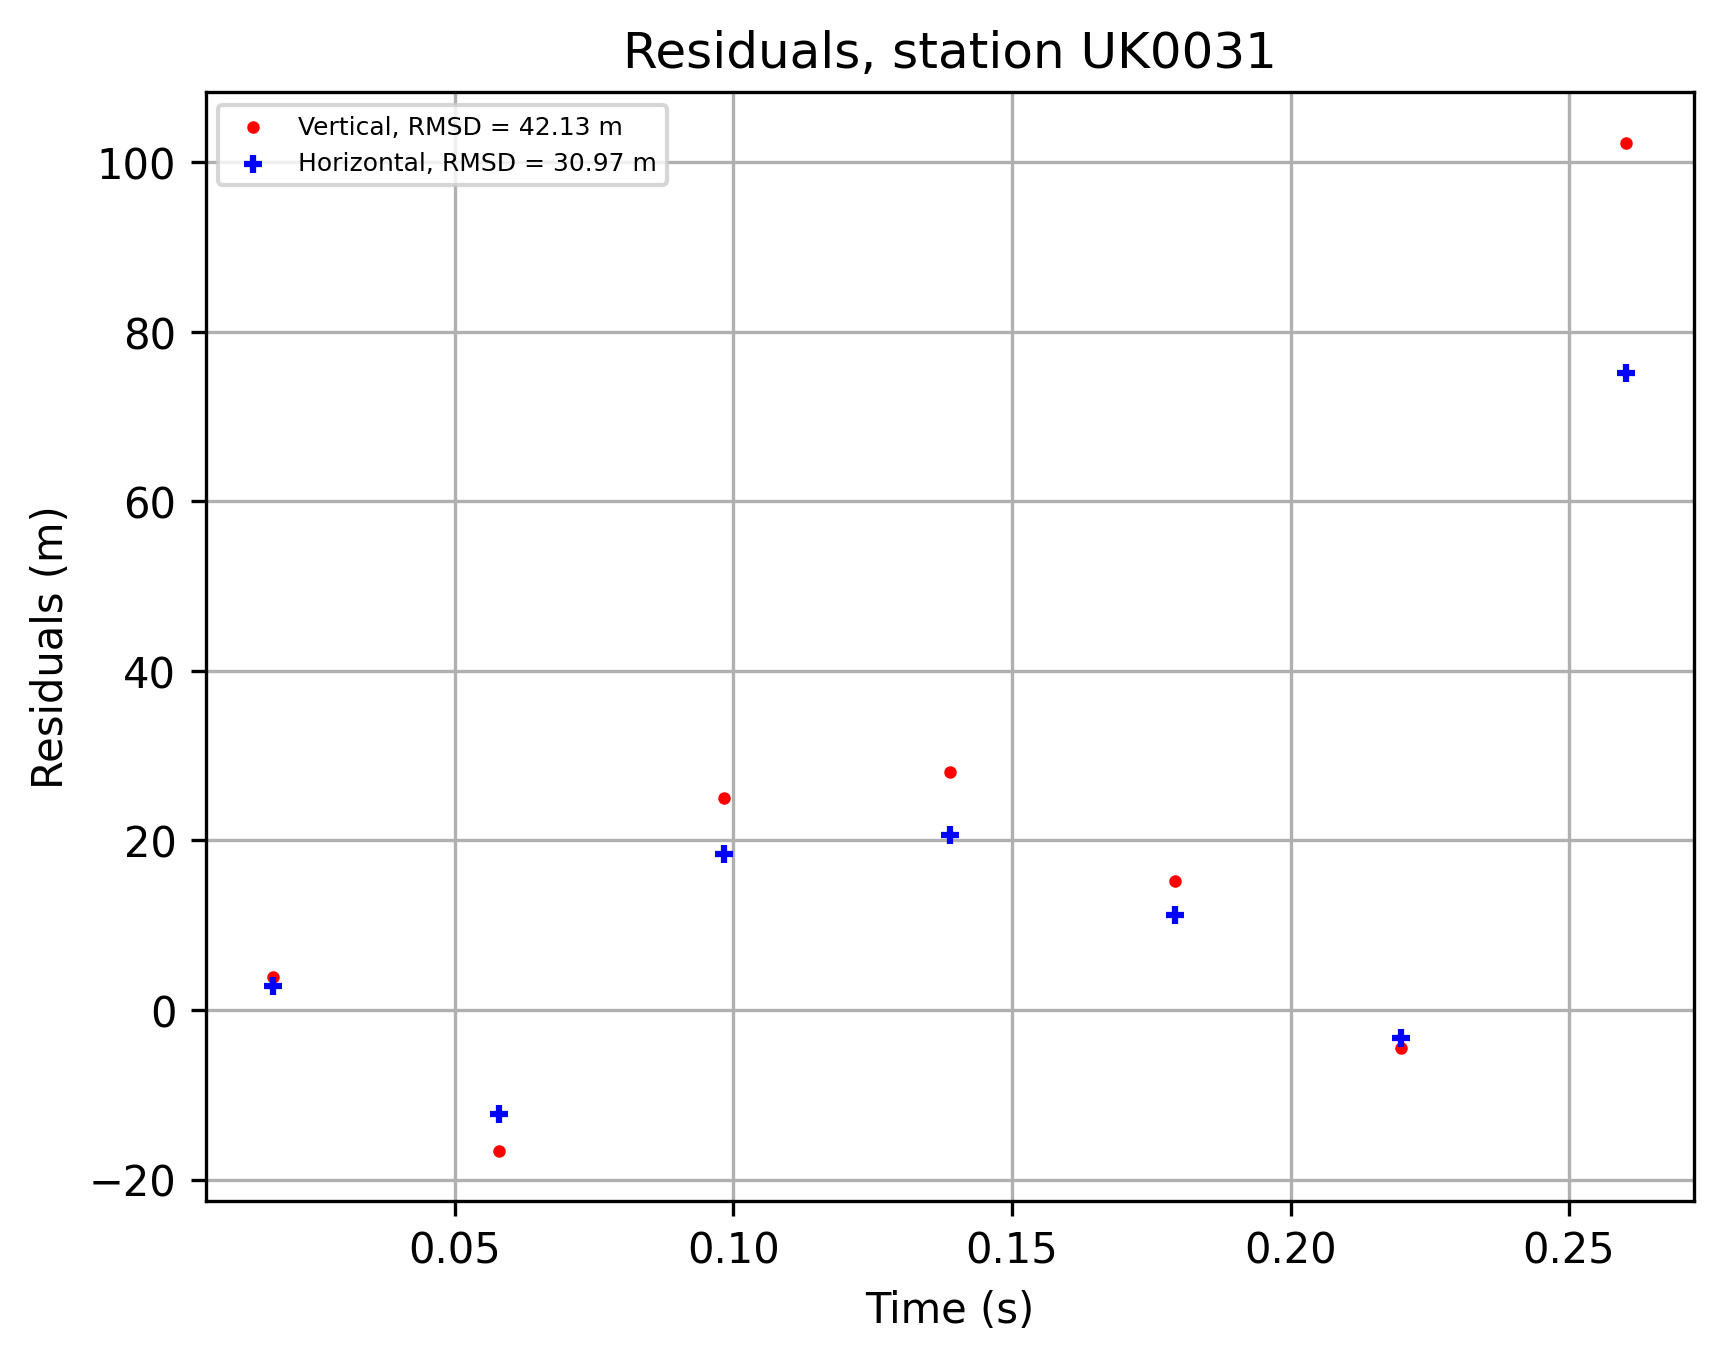 Residuals, station UK0031
Vertical, RMSD = 42.13 m
Horizontal, RMSD = 30.97 m
100
80
60
40
20
0
−20
Residuals (m)
0.05 0.10 0.15 0.20 0.25
Time (s)